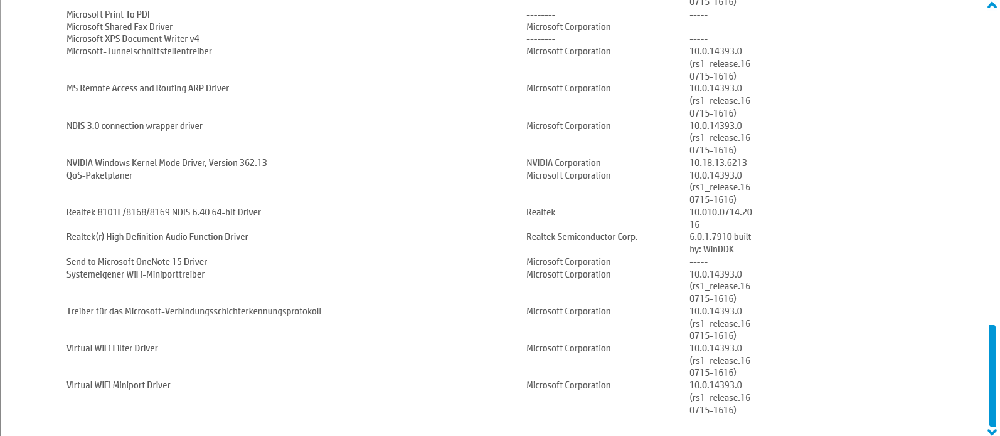 0715-1616)
Microsoft Print To PDF -------- -----
Microsoft Shared Fax Driver Microsoft Corporation -----
Microsoft XPS Document Writer v4 -------- -----
Microsoft-Tunnelschnittstellentreiber Microsoft Corporation 10.0.14393.0
(rs1_release.16
0715-1616)
MS Remote Access and Routing ARP Driver Microsoft Corporation 10.0.14393.0
(rs1_release.16
0715-1616)
NDIS 3.0 connection wrapper driver Microsoft Corporation 10.0.14393.0
(rs1_release.16
0715-1616)
NVIDIA Windows Kernel Mode Driver, Version 362.13 NVIDIA Corporation 10.18.13.6213
QoS-Paketplaner Microsoft Corporation 10.0.14393.0
(rs1_release.16
0715-1616)
Realtek 8101E/8168/8169 NDIS 6.40 64-bit Driver Realtek 10.010.0714.20
16
Realtek(r) High Definition Audio Function Driver Realtek Semiconductor Corp. 6.0.1.7910 built
by: WinDDK
Send to Microsoft OneNote 15 Driver Microsoft Corporation -----
Systemeigener WiFi-Miniporttreiber Microsoft Corporation 10.0.14393.0
(rs1_release.16
0715-1616)
Treiber für das Microsoft-Verbindungsschichterkennungsprotokoll Microsoft Corporation 10.0.14393.0
(rs1_release.16
0715-1616)
Virtual WiFi Filter Driver Microsoft Corporation 10.0.14393.0
(rs1_release.16
0715-1616)
Virtual WiFi Miniport Driver Microsoft Corporation 10.0.14393.0
(rs1_release.16
0715-1616)